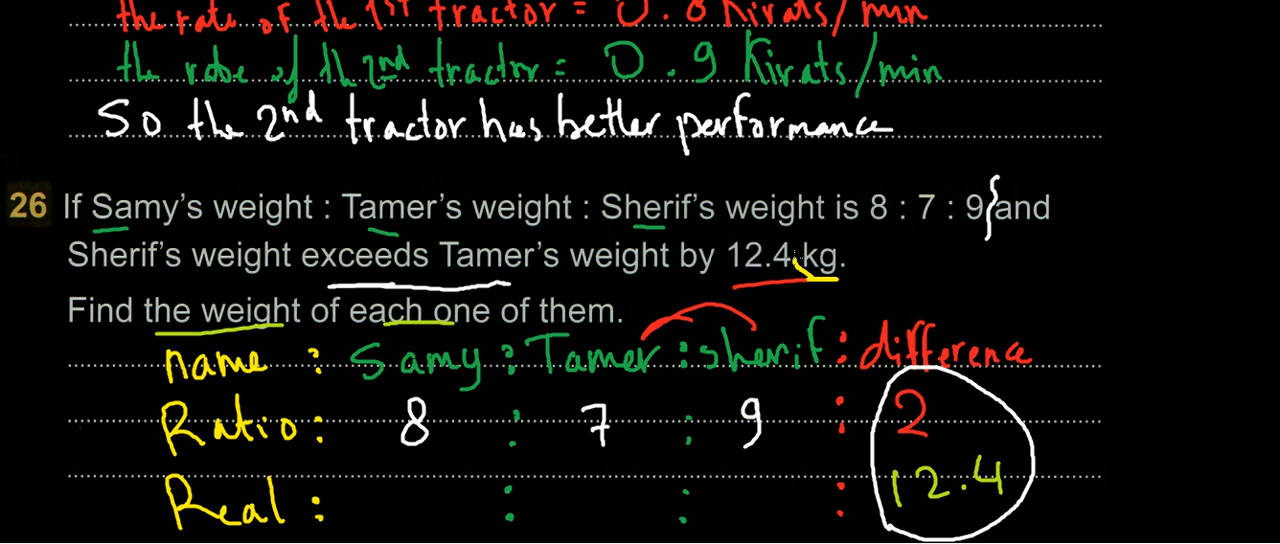 the rate of the 1st tractor = 0.8 Kirats/min
the rate of th 2nd tractor = 0.9 Kirats/min
So the 2nd tractor has better performance
26 If Samy's weight : Tamer's weight : Sherif's weight is 8 : 7 : 9 and
Sherif's weight exceeds Tamer's weight by 12.4 kg.
Find the weight of each one of them.
name : Samy : Tamer : sherif : difference
Ratio : 8 : 7 : 9 : 2
Real : : : : 12.4